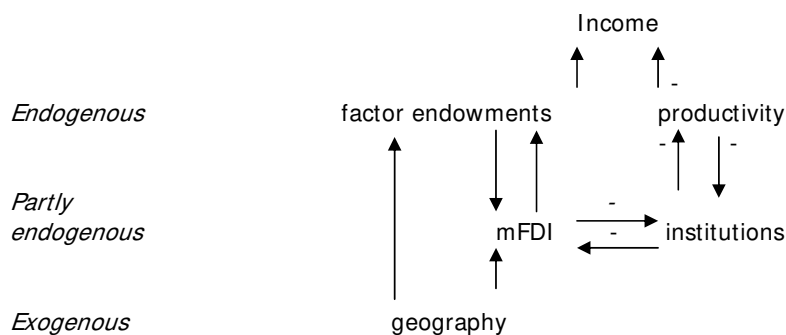 Income
-
Endogenous factor endowments productivity
- -
Partly
-
endogenous mFDI - institutions
Exogenous geography